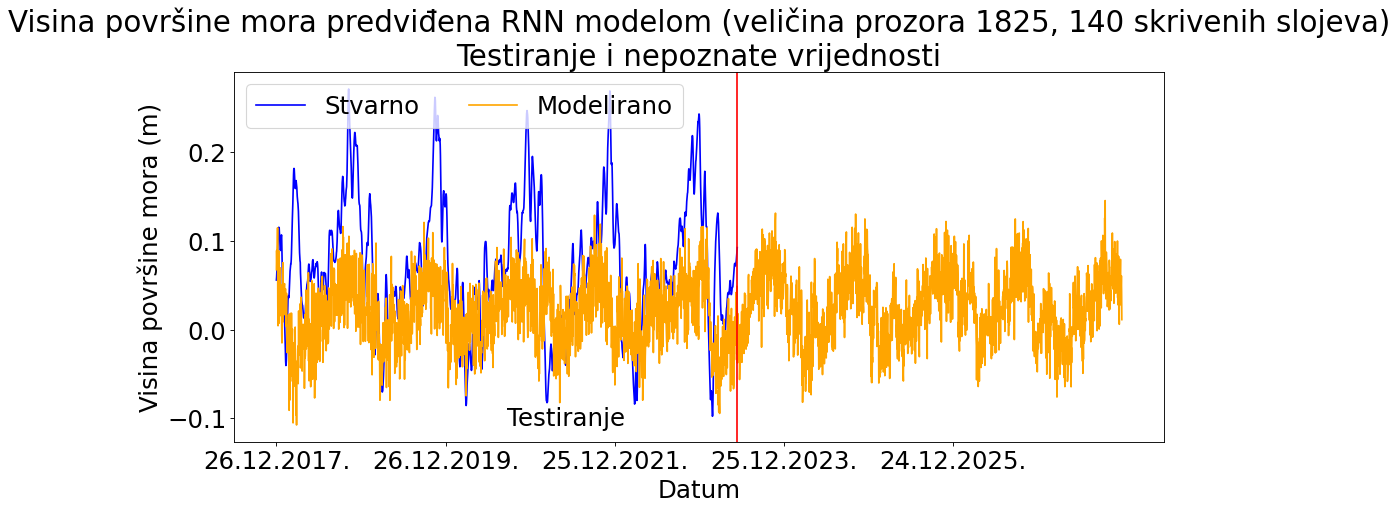 Visina površine mora predviđena RNN modelom (veličina prozora 1825, 140 skrivenih slojeva)
Testiranje i nepoznate vrijednosti
Stvarno
Modelirano
Visina površine mora (m)
0.2
0.1
0.0
−0.1
Testiranje
26.12.2017.
26.12.2019.
25.12.2021.
25.12.2023.
24.12.2025.
Datum